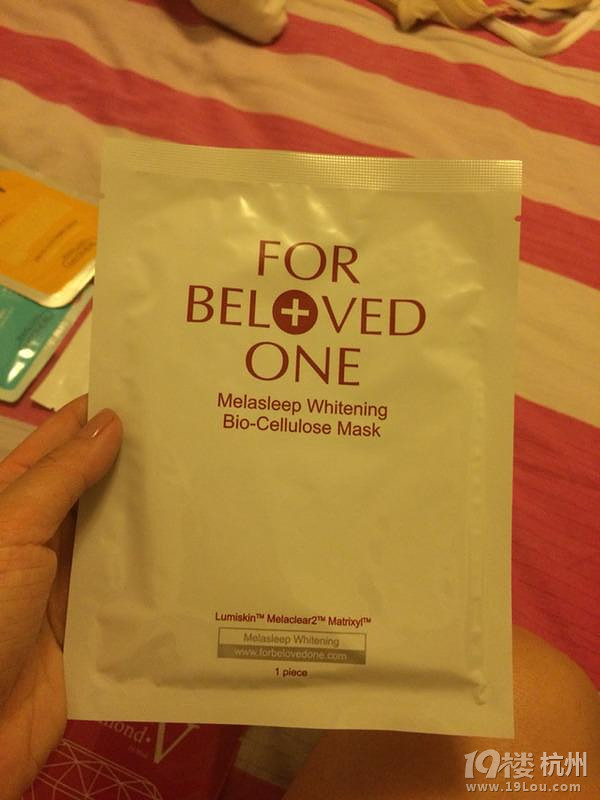 FOR
BELOVED
ONE
Melasleep Whitening
Bio-Cellulose Mask
Lumiskin™ Melaclear2™ Matrixyl™
Melasleep Whitening
www.forbelovedone.com
1 piece
V
19楼 杭州
www.19Lou.com